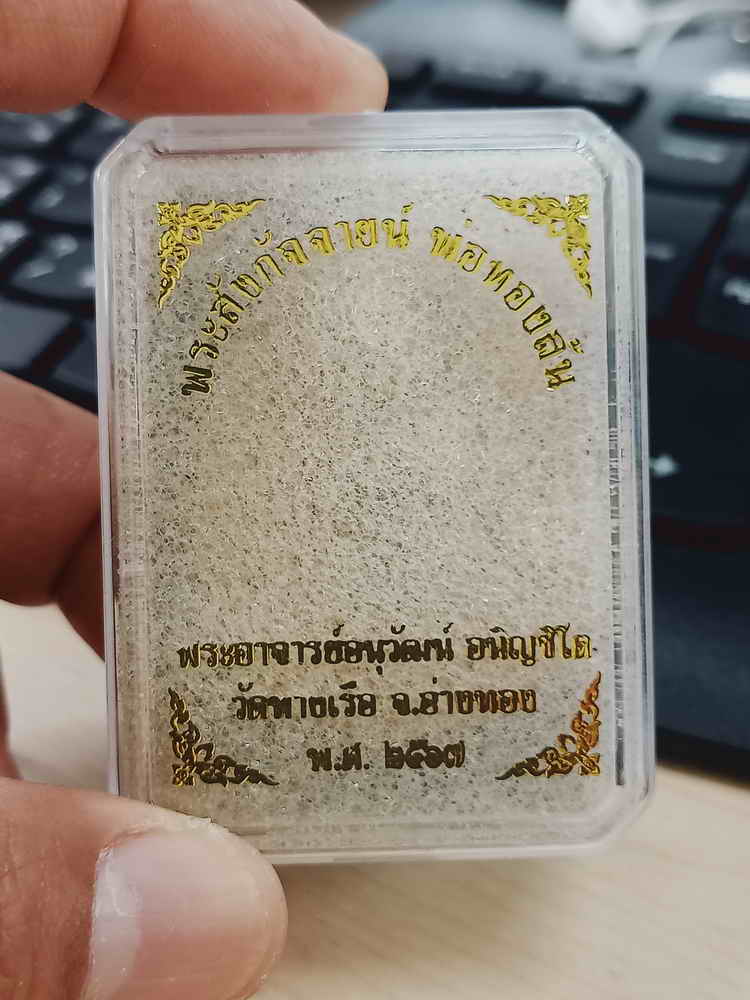 พระสังกัจจายน์ พ่อทองล้น
พระอาจารย์อนุวัฒน์ อนิญชิโต
วัดทางเรือ จ.อ่างทอง
พ.ศ. ๒๕๖๗